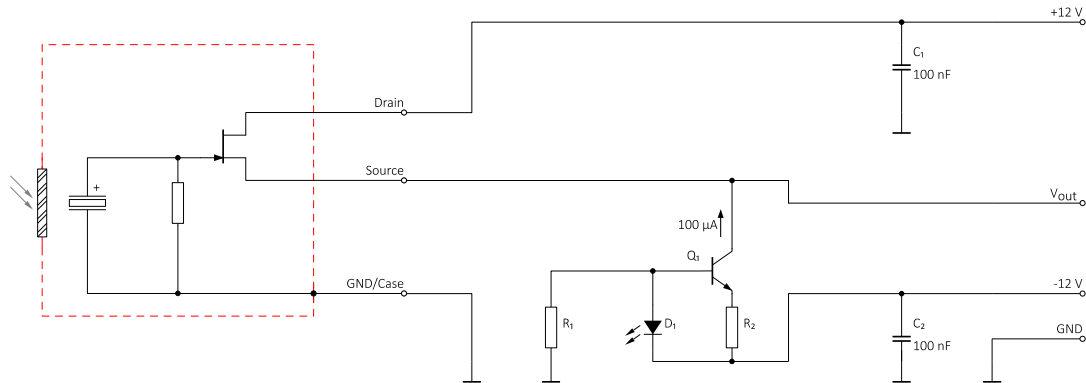 +12 V
C₁
100 nF
Drain
+
Source
Vout
100 µA
Q₁
GND/Case
-12 V
R₁
D₁
R₂
C₂
100 nF
GND